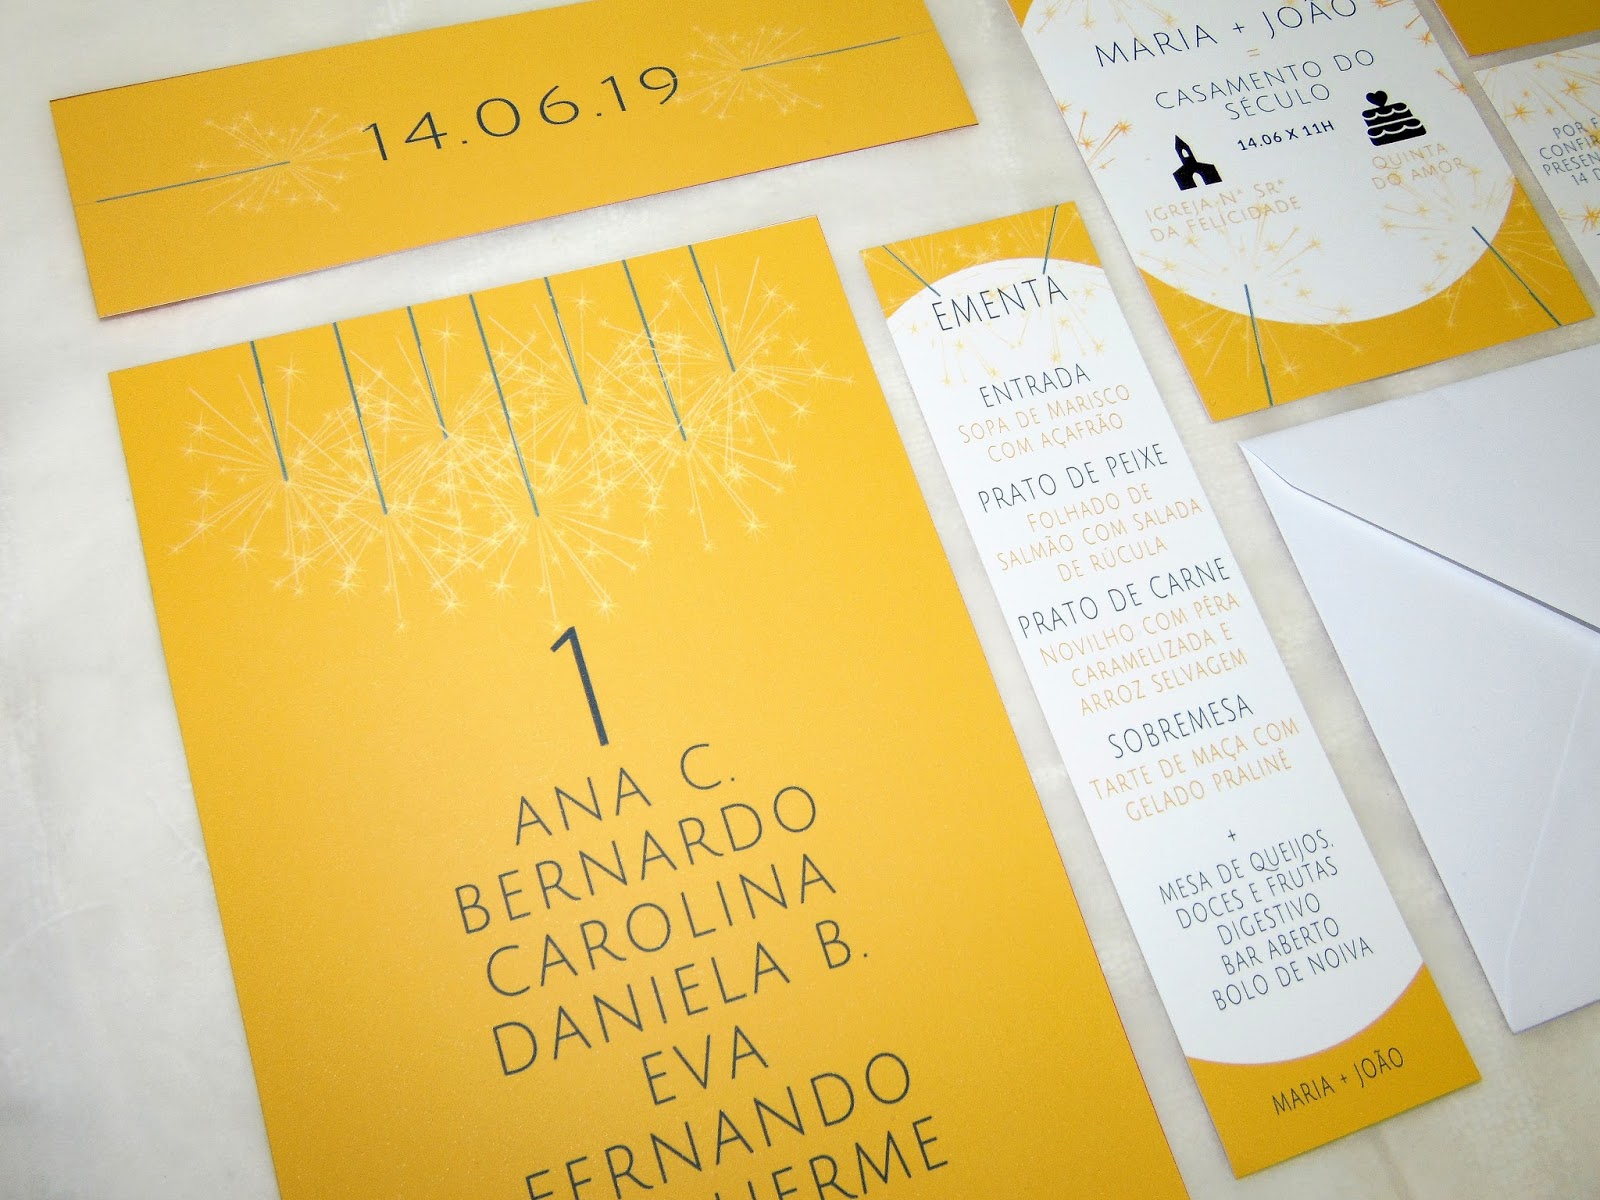 14.06.19
1
ANA C.
BERNARDO
CAROLINA
DANIELA B.
EVA
FERNANDO
EMENTA
ENTRADA
SOPA DE MARISCO
COM AÇAFRÃO
PRATO DE PEIXE
FOLHADO DE
SALMÃO COM SALADA
DE RÚCULA
PRATO DE CARNE
NOVILHO COM PÊRA
CARAMELIZADA E
ARROZ SELVAGEM
SOBREMESA
TARTE DE MAÇA COM
GELADO PRALINÊ
+
MESA DE QUEIJOS,
DOCES E FRUTAS
DIGESTIVO
BAR ABERTO
BOLO DE NOIVA
MARIA + JOÃO
MARIA + JOÃO
=
CASAMENTO DO
SÉCULO
14.06 X 11H
IGREJA Nª SRª
DA FELICIDADE
QUINTA
DO AMOR
POR
14